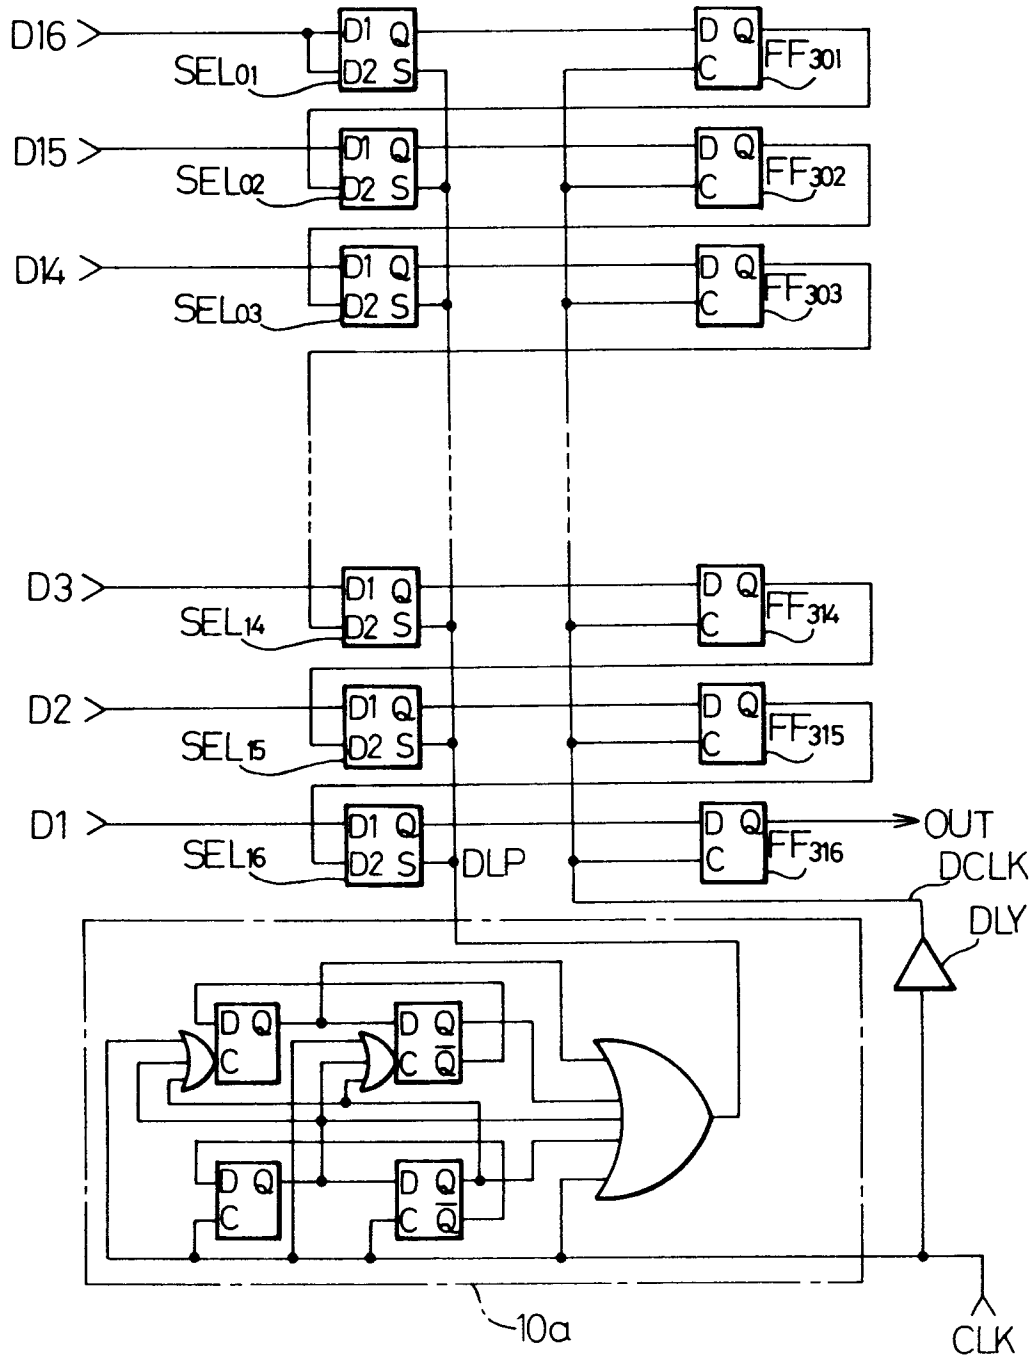 D16 D1 Q D Q
SEL01 D2 S C FF301
D15 D1 Q D Q
SEL02 D2 S C FF302
D14 D1 Q D Q
SEL03 D2 S C FF303
D3 D1 Q D Q
SEL14 D2 S C FF314
D2 D1 Q D Q
SEL15 D2 S C FF315
D1 D1 Q D Q OUT
SEL16 D2 S DLP C FF316
DCLK
DLY
D Q D Q
C C Q̅
D Q D Q
C C Q̅
10a
CLK